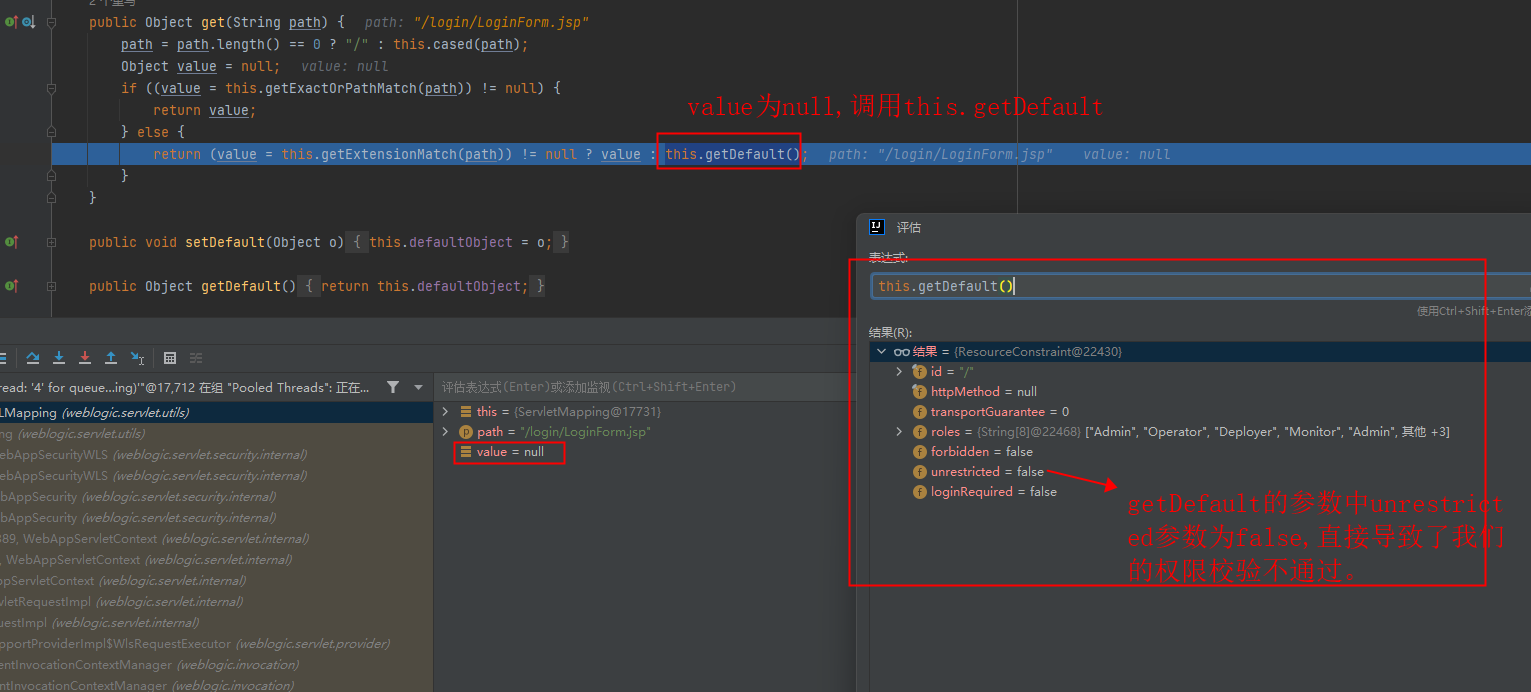 2个重写
public Object get(String path) { path: "/login/LoginForm.jsp"
path = path.length() == 0 ? "/" : this.cased(path);
Object value = null; value: null
if ((value = this.getExactOrPathMatch(path)) != null) {
return value;
} else {
return (value = this.getExtensionMatch(path)) != null ? value : this.getDefault(); path: "/login/LoginForm.jsp" value: null
}
}
public void setDefault(Object o) { this.defaultObject = o; }
public Object getDefault() { return this.defaultObject; }
value为null,调用this.getDefault
评估
表达式:
this.getDefault()
使用Ctrl+Shift+Enter添
结果(R):
结果 = {ResourceConstraint@22430}
id = "/"
httpMethod = null
transportGuarantee = 0
roles = {String[8]@22468} ["Admin", "Operator", "Deployer", "Monitor", "Admin", 其他 +3]
forbidden = false
unrestricted = false
loginRequired = false
getDefault的参数中unrestrict
ed参数为false,直接导致了我们
的权限校验不通过。
ead: '4' for queue...ing)'"@17,712 在组 "Pooled Threads": 正在...
LMapping (weblogic.servlet.utils)
ng (weblogic.servlet.utils)
ebAppSecurityWLS (weblogic.servlet.security.internal)
ebAppSecurityWLS (weblogic.servlet.security.internal)
bAppSecurity (weblogic.servlet.security.internal)
bAppSecurity (weblogic.servlet.security.internal)
389, WebAppServletContext (weblogic.servlet.internal)
, WebAppServletContext (weblogic.servlet.internal)
ppServletContext (weblogic.servlet.internal)
vletRequestImpl (weblogic.servlet.internal)
uestImpl (weblogic.servlet.internal)
pportProviderImpl$WlsRequestExecutor (weblogic.servlet.provider)
entInvocationContextManager (weblogic.invocation)
entInvocationContextManager (weblogic.invocation)
评估表达式(Enter)或添加监视(Ctrl+Shift+Enter)
this = {ServletMapping@17731}
path = "/login/LoginForm.jsp"
value = null